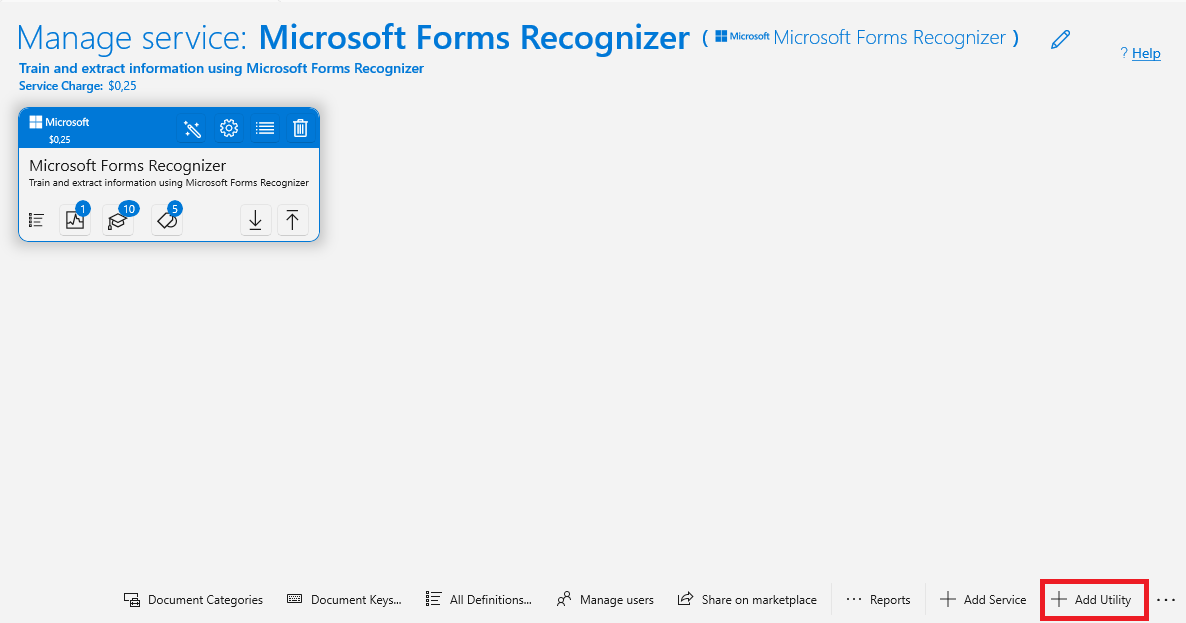 Manage service: Microsoft Forms Recognizer ( Microsoft Microsoft Forms Recognizer )
? Help
Train and extract information using Microsoft Forms Recognizer
Service Charge: $0,25
Microsoft
$0,25
Microsoft Forms Recognizer
Train and extract information using Microsoft Forms Recognizer
1 10 5
Document Categories Document Keys... All Definitions... Manage users Share on marketplace ... Reports + Add Service + Add Utility ...